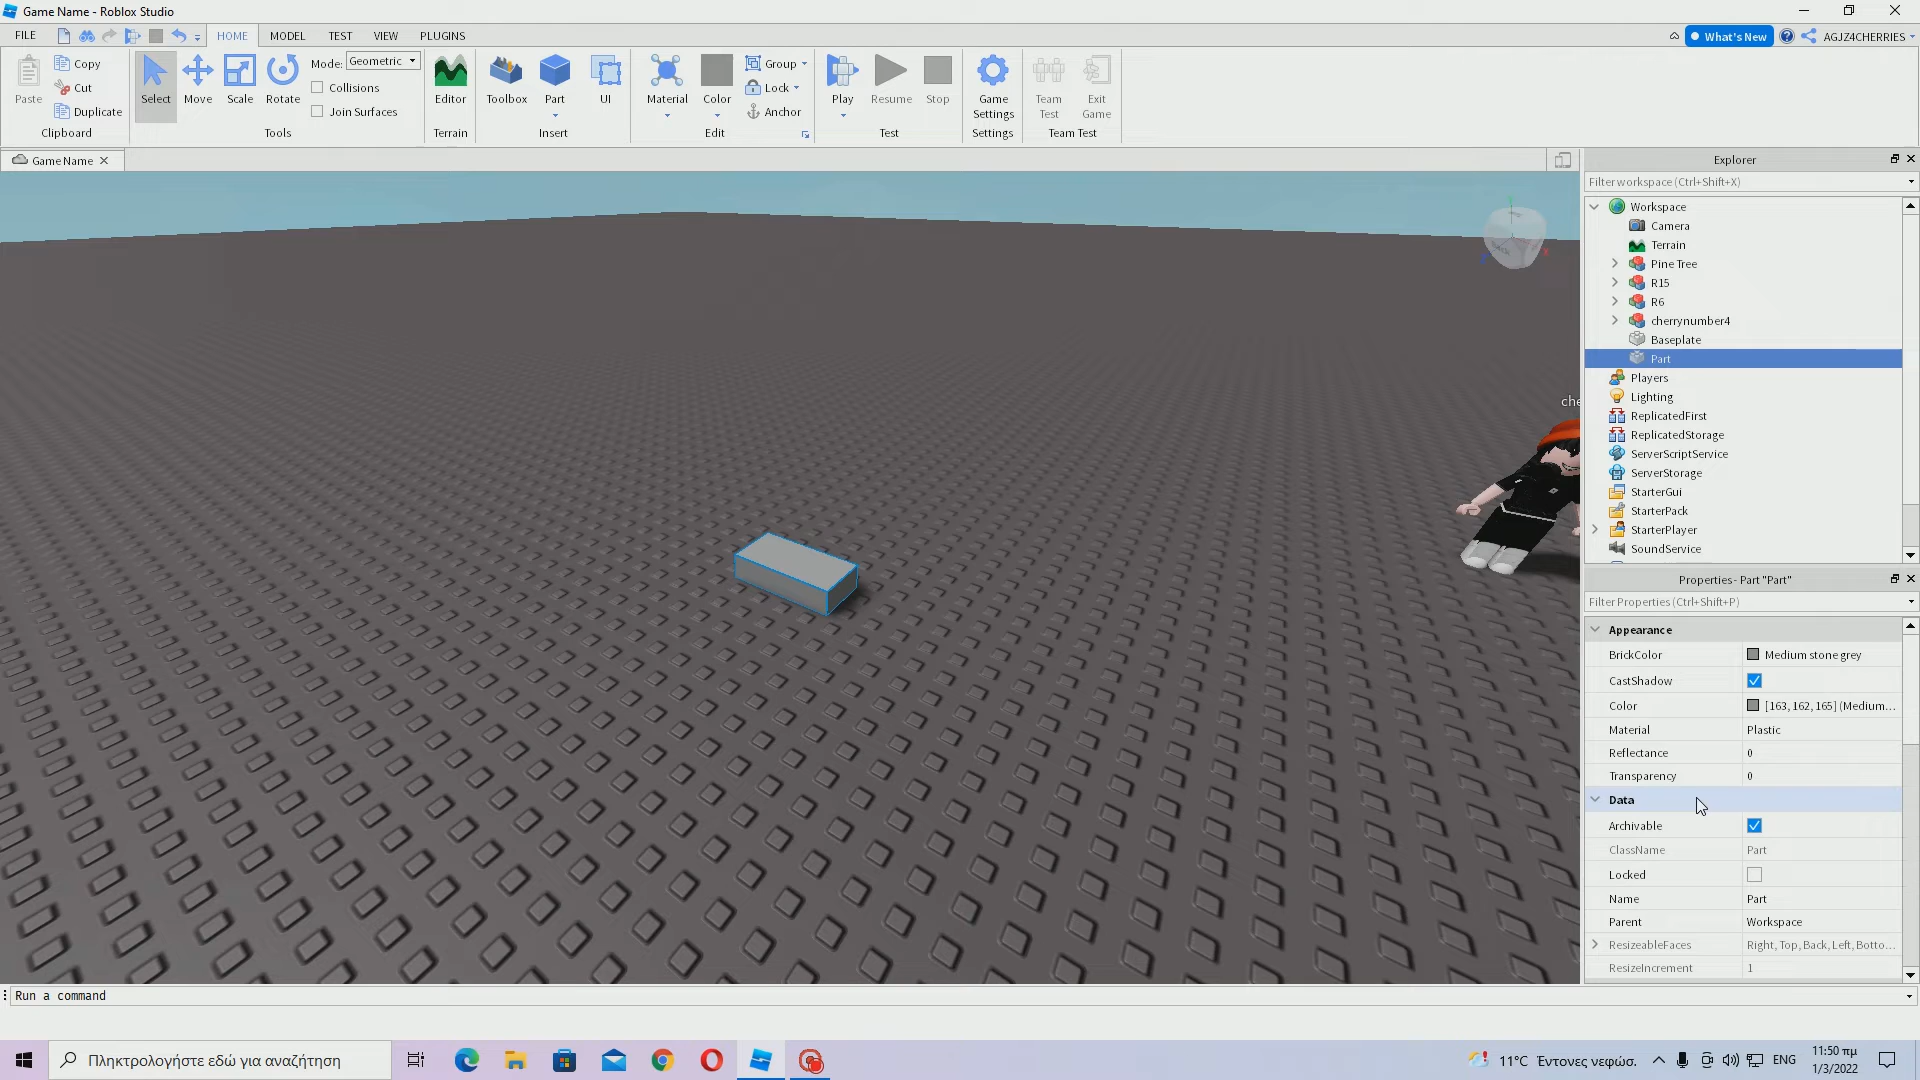 Game Name - Roblox Studio
FILE HOME MODEL TEST VIEW PLUGINS What's New AGJZ4CHERRIES
Paste Copy Cut Duplicate Clipboard
Select Move Scale Rotate Mode: Geometric Collisions Join Surfaces Tools
Editor Terrain
Toolbox Part UI Insert
Material Color Group Lock Anchor Edit
Play Resume Stop Test
Game Settings Settings
Team Test Exit Game Team Test
Game Name
che
Explorer
Filter workspace (Ctrl+Shift+X)
Workspace
Camera
Terrain
Pine Tree
R15
R6
cherrynumber4
Baseplate
Part
Players
Lighting
ReplicatedFirst
ReplicatedStorage
ServerScriptService
ServerStorage
StarterGui
StarterPack
StarterPlayer
SoundService
Properties - Part "Part"
Filter Properties (Ctrl+Shift+P)
Appearance
BrickColor Medium stone grey
CastShadow
Color [163, 162, 165] (Medium...
Material Plastic
Reflectance 0
Transparency 0
Data
Archivable
ClassName Part
Locked
Name Part
Parent Workspace
ResizeableFaces Right, Top, Back, Left, Botto...
ResizeIncrement 1
Run a command
Πληκτρολογήστε εδώ για αναζήτηση
11°C Έντονες νεφώσ. ENG 11:50 πμ
1/3/2022